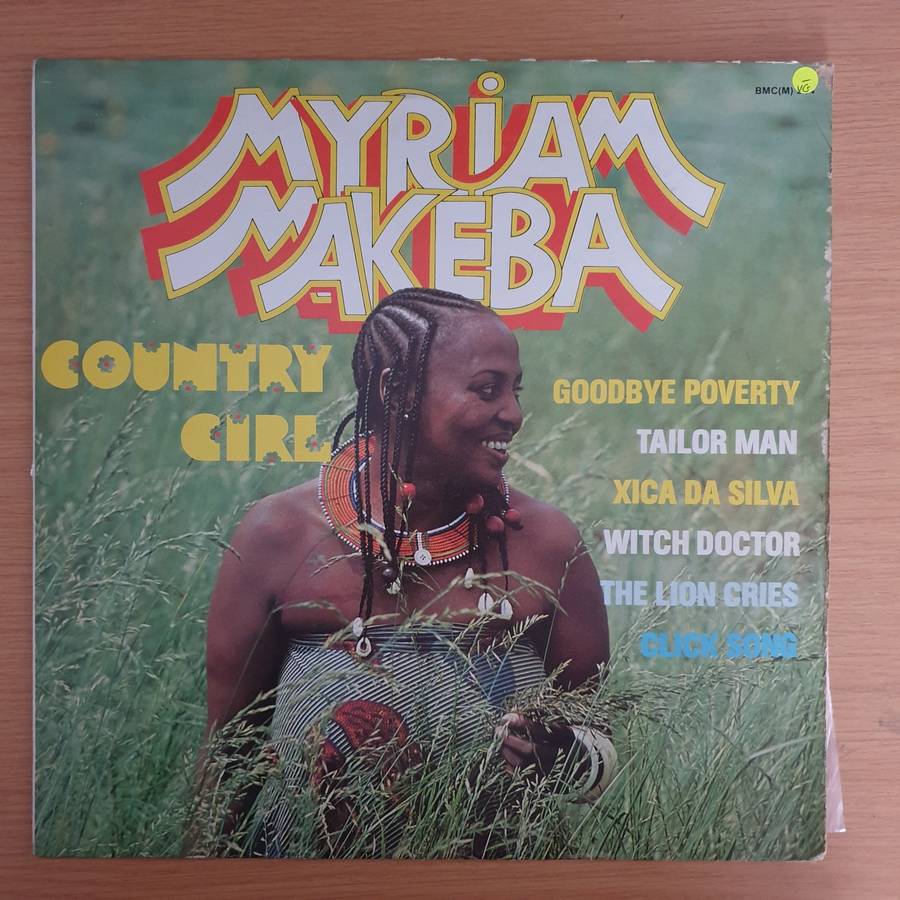 BMC(M)
VG
MYRiAM
MAKEBA
COUNTRY
GIRL
GOODBYE POVERTY
TAILOR MAN
XICA DA SILVA
WITCH DOCTOR
THE LION CRIES
CLICK SONG